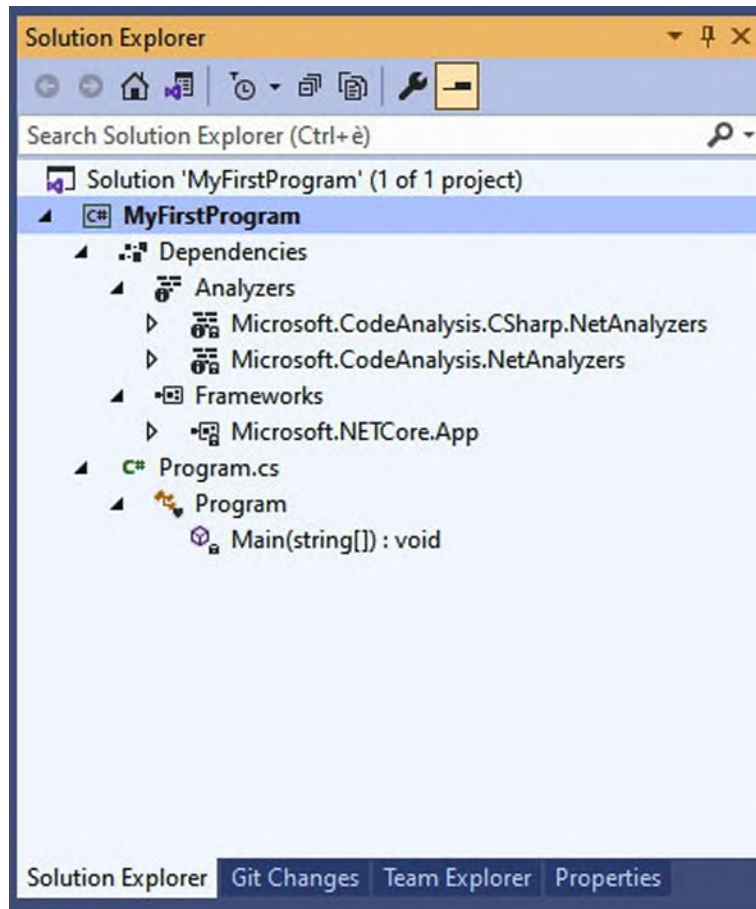 Solution Explorer
Search Solution Explorer (Ctrl+è)
Solution 'MyFirstProgram' (1 of 1 project)
C# MyFirstProgram
Dependencies
Analyzers
Microsoft.CodeAnalysis.CSharp.NetAnalyzers
Microsoft.CodeAnalysis.NetAnalyzers
Frameworks
Microsoft.NETCore.App
C# Program.cs
Program
Main(string[]) : void
Solution Explorer Git Changes Team Explorer Properties